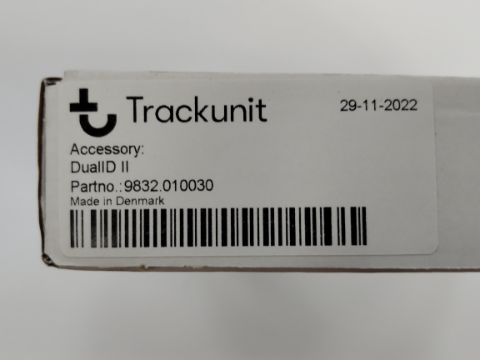 Trackunit
29-11-2022
Accessory:
DualID II
Partno.:9832.010030
Made in Denmark